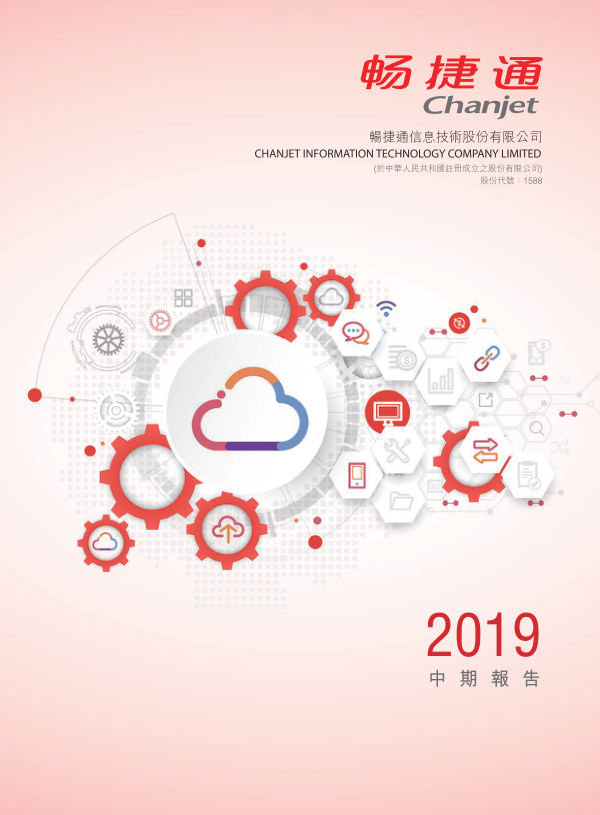 畅捷通
Chanjet
暢捷通信息技術股份有限公司
CHANJET INFORMATION TECHNOLOGY COMPANY LIMITED
(於中華人民共和國註冊成立之股份有限公司)
股份代號：1588
2019
中期報告